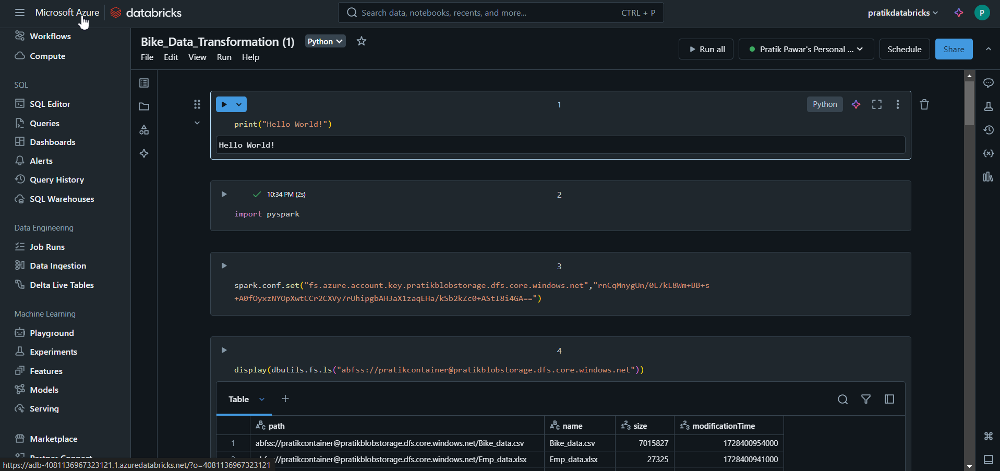 Microsoft Azure
databricks
Search data, notebooks, recents, and more...
CTRL + P
pratikdatabricks
P
Workflows
Compute
SQL
SQL Editor
Queries
Dashboards
Alerts
Query History
SQL Warehouses
Data Engineering
Job Runs
Data Ingestion
Delta Live Tables
Machine Learning
Playground
Experiments
Features
Models
Serving
Marketplace
https://adb-4081136967323121.1.azuredatabricks.net/?o=4081136967323121
Bike_Data_Transformation (1)
Python
File Edit View Run Help
Run all
Pratik Pawar's Personal ...
Schedule
Share
1
Python
print("Hello World!")
Hello World!
10:34 PM (2s)
2
import pyspark
3
spark.conf.set("fs.azure.account.key.pratikblobstorage.dfs.core.windows.net","rnCqMnygUn/0L7kL8Wm+BB+s
+A0fOyxzNYOpXwtCCr2CXVy7rUhipgbAH3aX1zaqEHa/kSb2kZc0+AStI8i4GA==")
4
display(dbutils.fs.ls("abfss://pratikcontainer@pratikblobstorage.dfs.core.windows.net"))
Table
path name size modificationTime
1 abfss://pratikcontainer@pratikblobstorage.dfs.core.windows.net/Bike_data.csv Bike_data.csv 7015827 1728400954000
//pratikcontainer@pratikblobstorage.dfs.core.windows.net/Emp_data.xlsx Emp_data.xlsx 27325 1728400941000